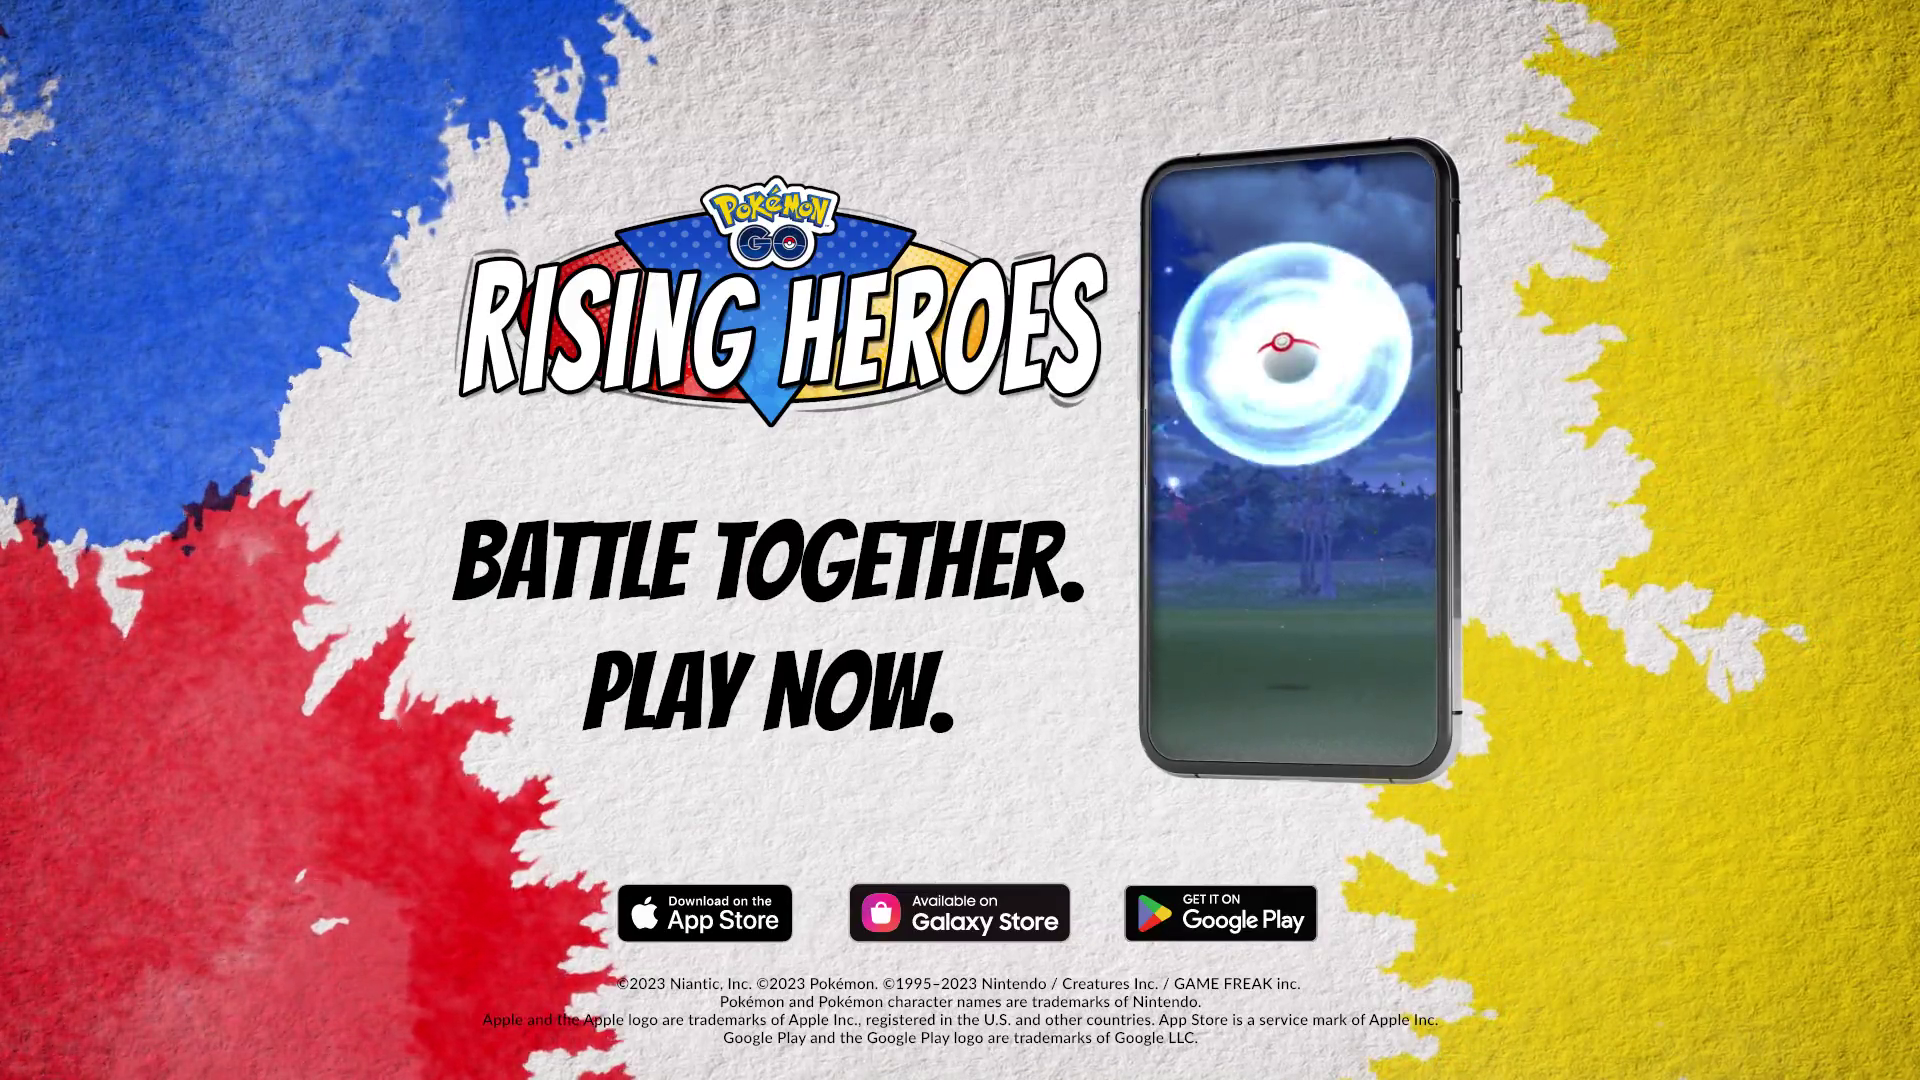 Pokémon
GO
RISING HEROES
BATTLE TOGETHER.
PLAY NOW.
Download on the
App Store
Available on
Galaxy Store
GET IT ON
Google Play
©2023 Niantic, Inc. ©2023 Pokémon. ©1995–2023 Nintendo / Creatures Inc. / GAME FREAK inc.
Pokémon and Pokémon character names are trademarks of Nintendo.
Apple and the Apple logo are trademarks of Apple Inc., registered in the U.S. and other countries. App Store is a service mark of Apple Inc.
Google Play and the Google Play logo are trademarks of Google LLC.